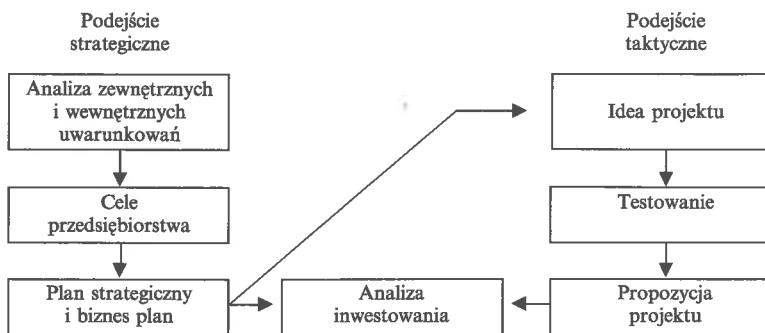 Podejście
strategiczne
Analiza zewnętrznych
i wewnętrznych
uwarunkowań
Cele
przedsiębiorstwa
Plan strategiczny
i biznes plan
Analiza
inwestowania
Podejście
taktyczne
Idea projektu
Testowanie
Propozycja
projektu